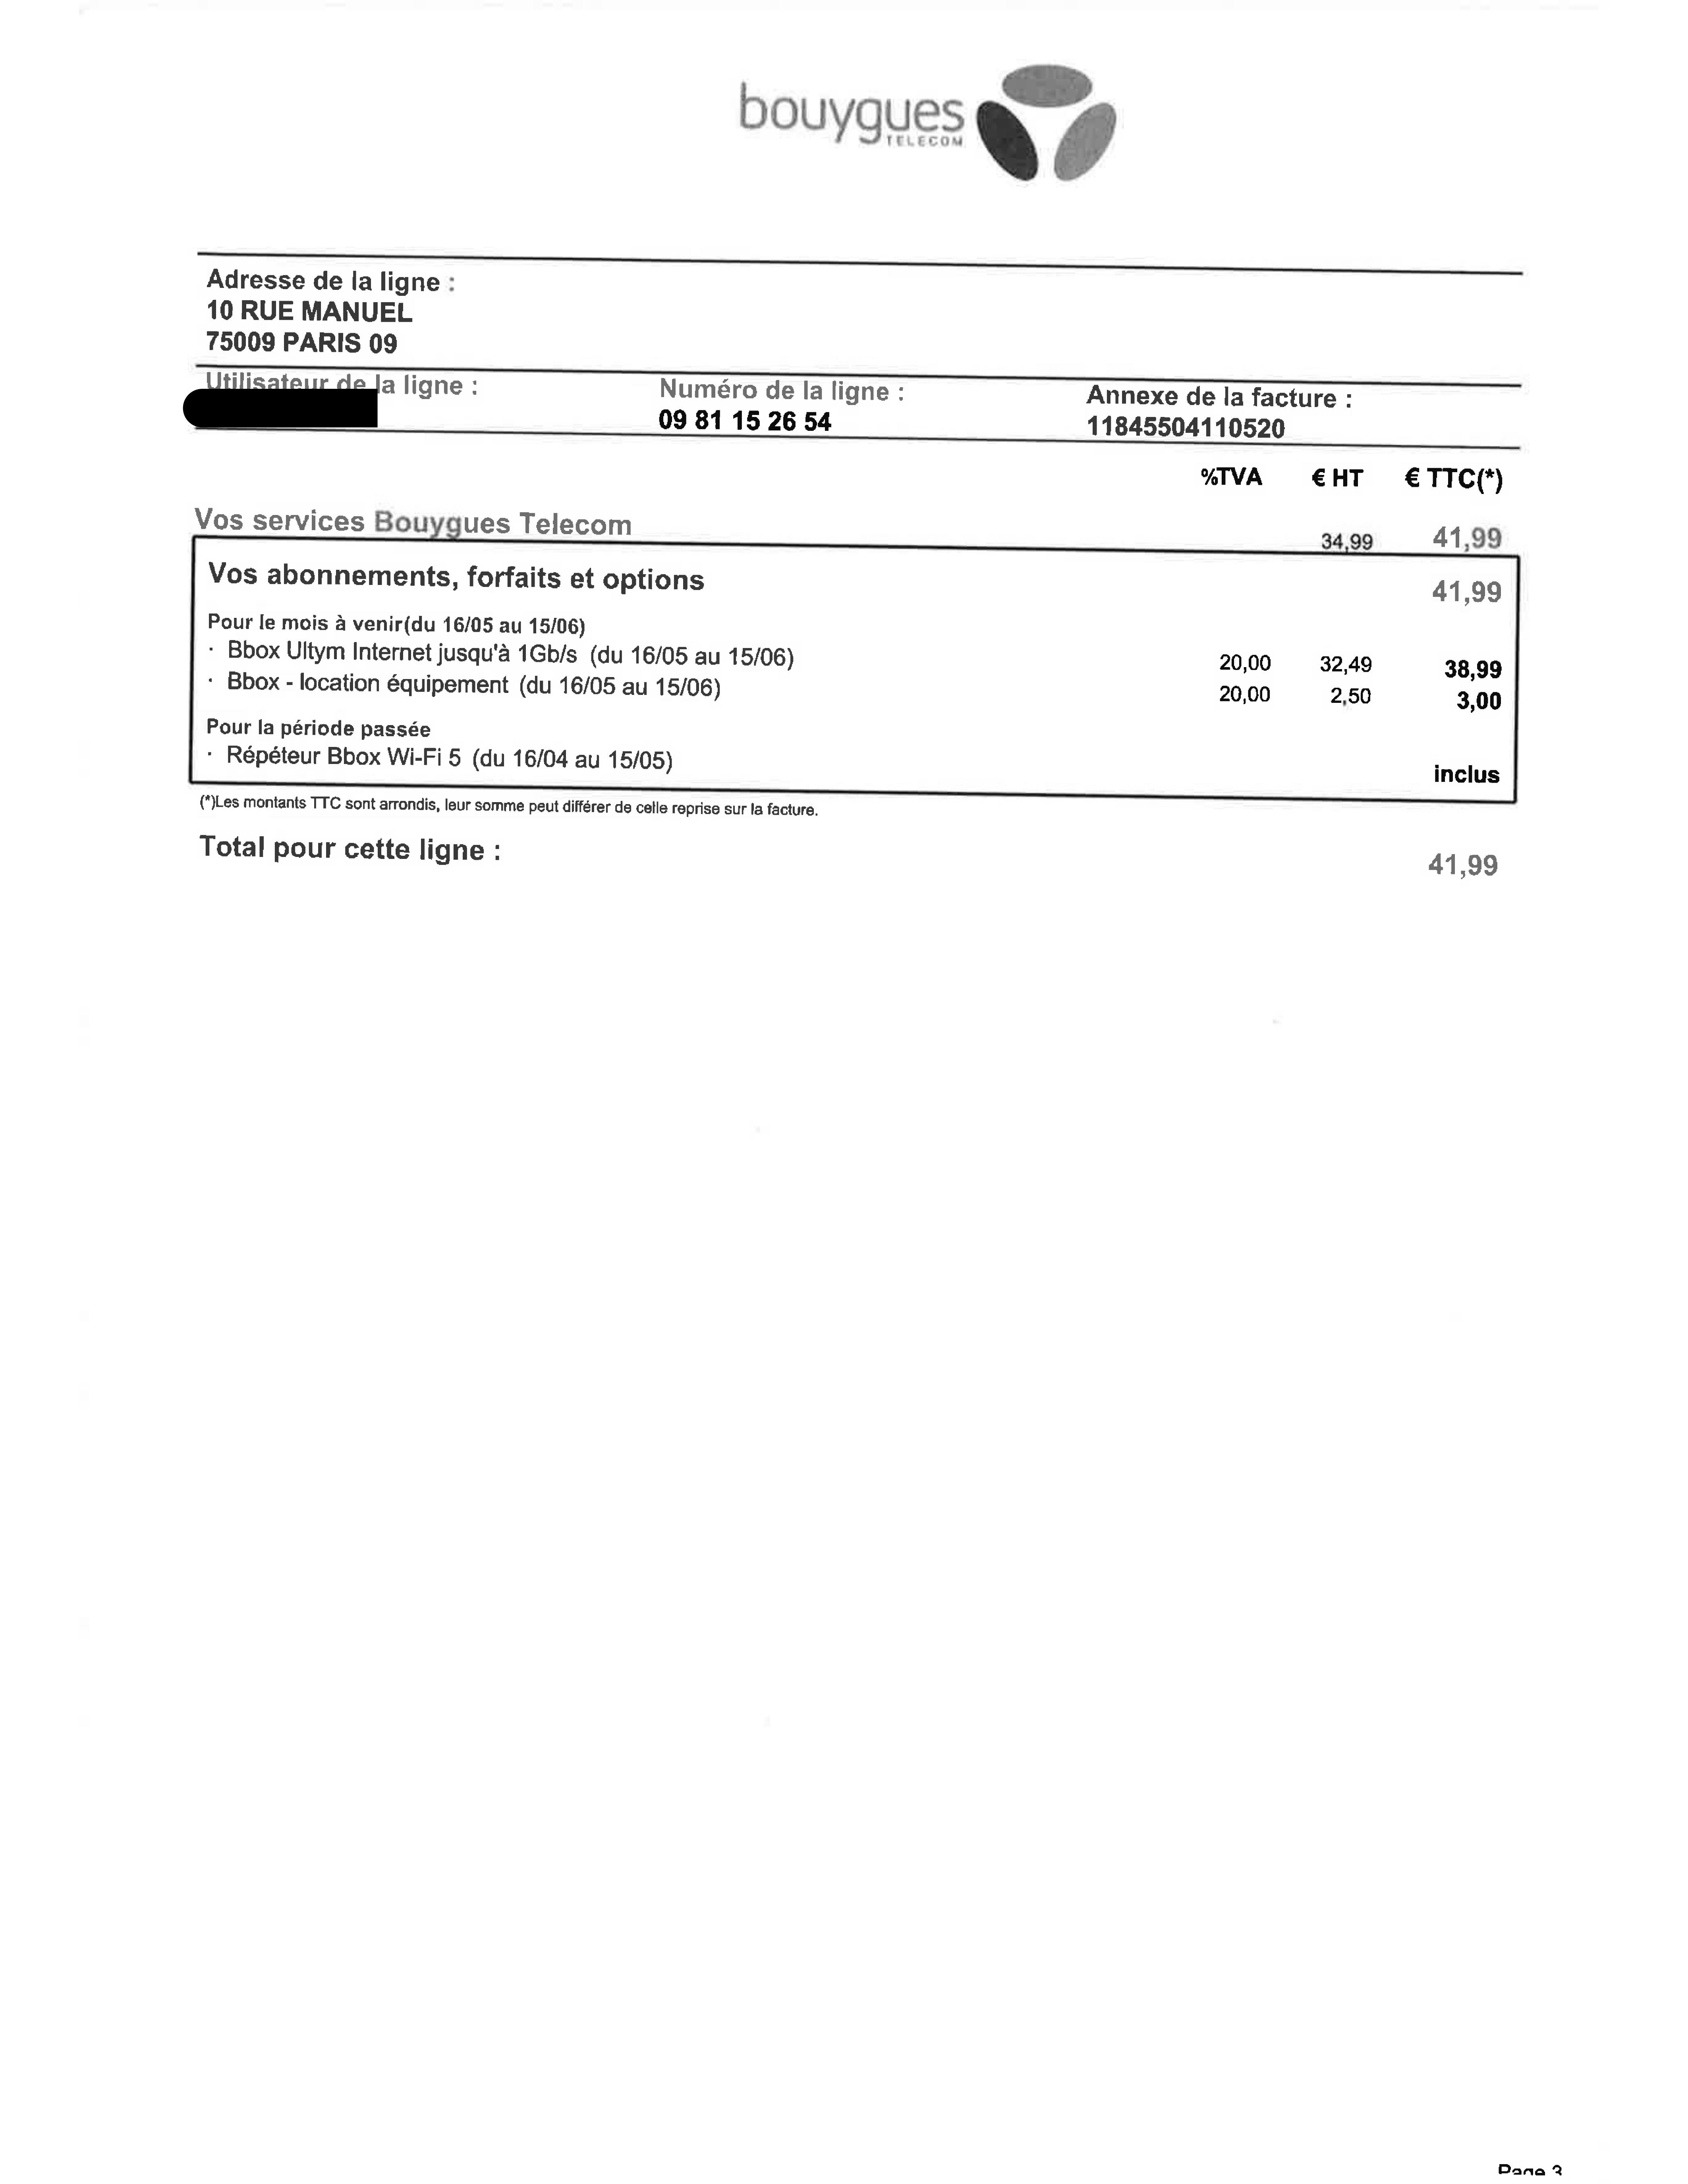 bouygues
TELECOM
Adresse de la ligne :
10 RUE MANUEL
75009 PARIS 09
Utilisateur de la ligne : Numéro de la ligne : Annexe de la facture :
09 81 15 26 54 11845504110520
%TVA € HT € TTC(*)
Vos services Bouygues Telecom 34,99 41,99
Vos abonnements, forfaits et options 41,99
Pour le mois à venir(du 16/05 au 15/06)
· Bbox Ultym Internet jusqu'à 1Gb/s (du 16/05 au 15/06) 20,00 32,49 38,99
· Bbox - location équipement (du 16/05 au 15/06) 20,00 2,50 3,00
Pour la période passée
· Répéteur Bbox Wi-Fi 5 (du 16/04 au 15/05) inclus
(*)Les montants TTC sont arrondis, leur somme peut différer de celle reprise sur la facture.
Total pour cette ligne : 41,99
Page 3